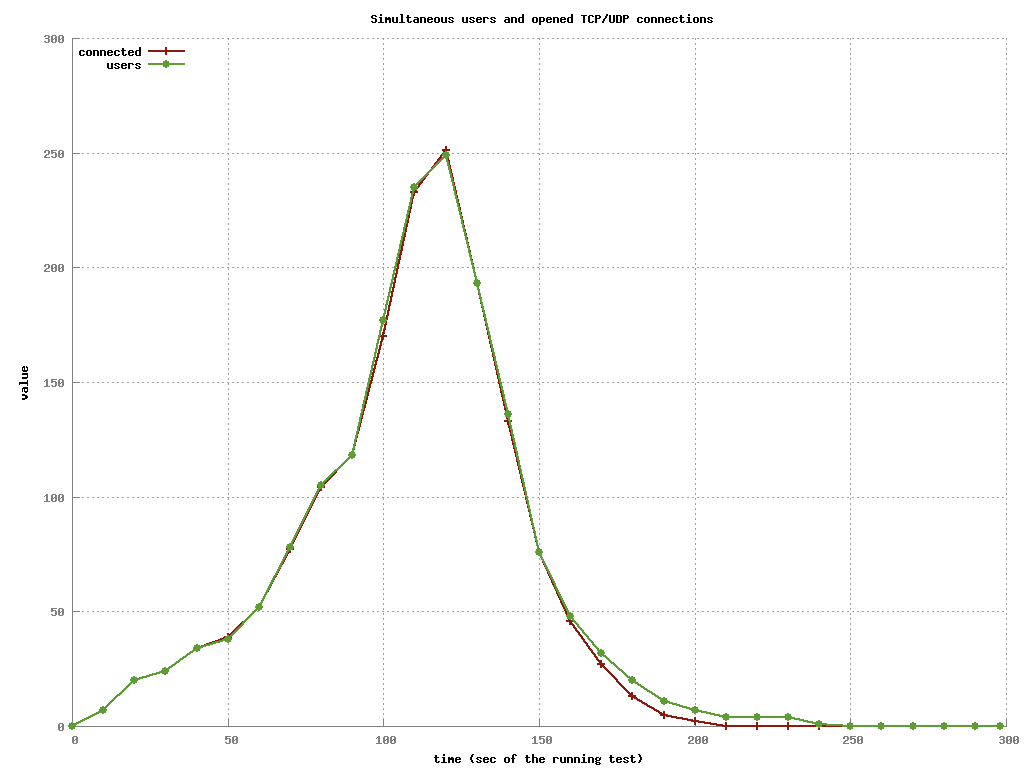 Simultaneous users and opened TCP/UDP connections
300
connected
users
250
200
150
value
100
50
0
0 50 100 150 200 250 300
time (sec of the running test)